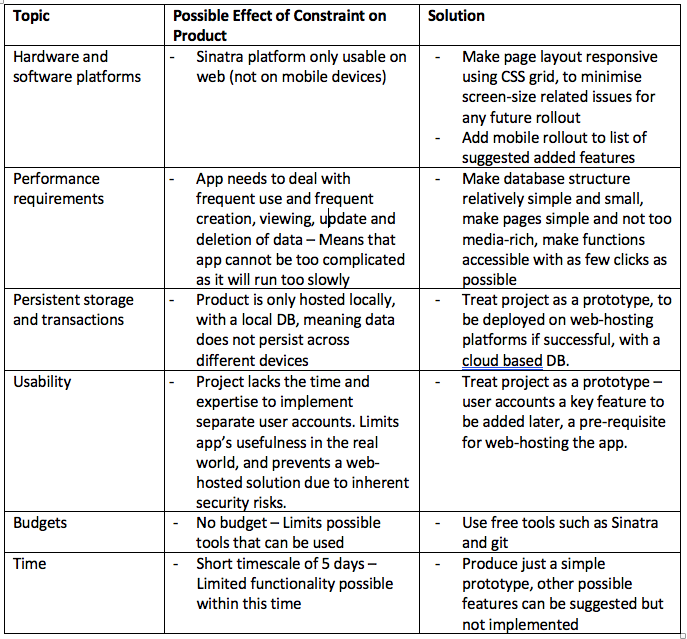 Topic
Possible Effect of Constraint on
Product
Solution
Hardware and
software platforms
- Sinatra platform only usable on
web (not on mobile devices)
- Make page layout responsive
using CSS grid, to minimise
screen-size related issues for
any future rollout
- Add mobile rollout to list of
suggested added features
Performance
requirements
- App needs to deal with
frequent use and frequent
creation, viewing, update and
deletion of data – Means that
app cannot be too complicated
as it will run too slowly
- Make database structure
relatively simple and small,
make pages simple and not too
media-rich, make functions
accessible with as few clicks as
possible
Persistent storage
and transactions
- Product is only hosted locally,
with a local DB, meaning data
does not persist across
different devices
- Treat project as a prototype, to
be deployed on web-hosting
platforms if successful, with a
cloud based DB.
Usability
- Project lacks the time and
expertise to implement
separate user accounts. Limits
app's usefulness in the real
world, and prevents a web-
hosted solution due to inherent
security risks.
- Treat project as a prototype –
user accounts a key feature to
be added later, a pre-requisite
for web-hosting the app.
Budgets
- No budget – Limits possible
tools that can be used
- Use free tools such as Sinatra
and git
Time
- Short timescale of 5 days –
Limited functionality possible
within this time
- Produce just a simple
prototype, other possible
features can be suggested but
not implemented